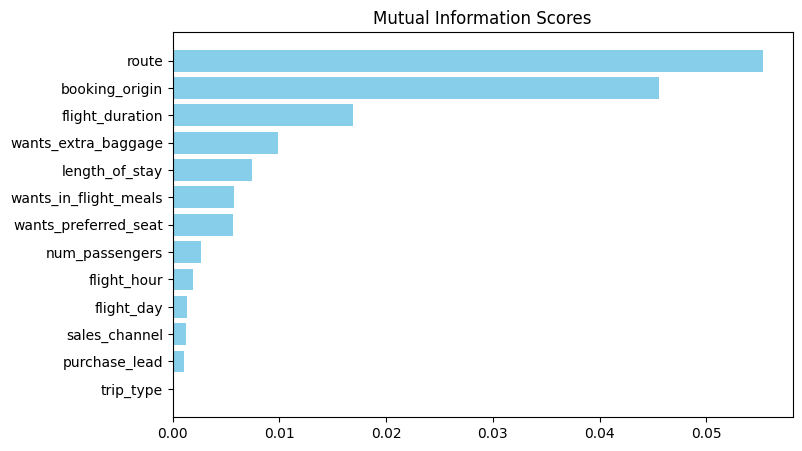 Mutual Information Scores
route
booking_origin
flight_duration
wants_extra_baggage
length_of_stay
wants_in_flight_meals
wants_preferred_seat
num_passengers
flight_hour
flight_day
sales_channel
purchase_lead
trip_type
0.00 0.01 0.02 0.03 0.04 0.05